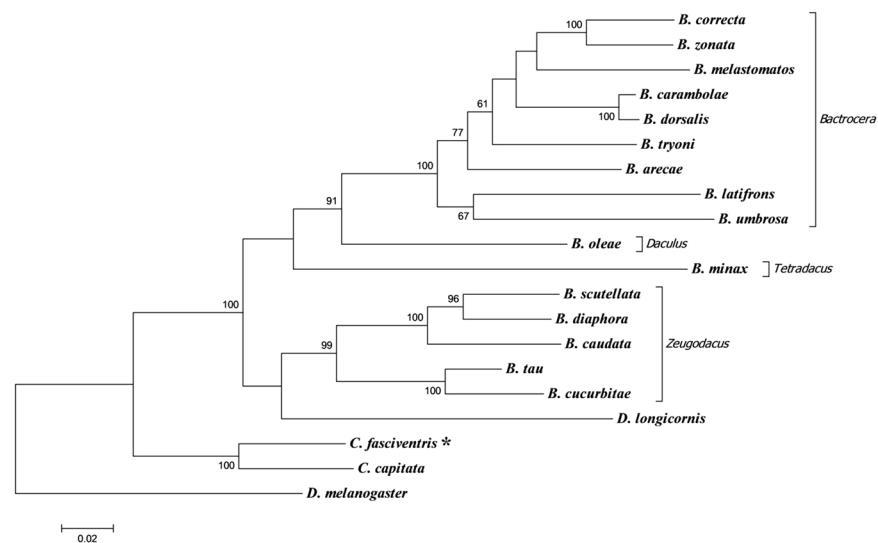 100
B. correcta
B. zonata
B. melastomatos
B. carambolae
100
B. dorsalis
Bactrocera
61
B. tryoni
77
B. arecae
100
B. latifrons
67
B. umbrosa
91
B. oleae
Daculus
B. minax
Tetradacus
100
96
B. scutellata
100
B. diaphora
99
B. caudata
Zeugodacus
B. tau
100
B. cucurbitae
D. longicornis
C. fasciventris *
100
C. capitata
D. melanogaster
0.02